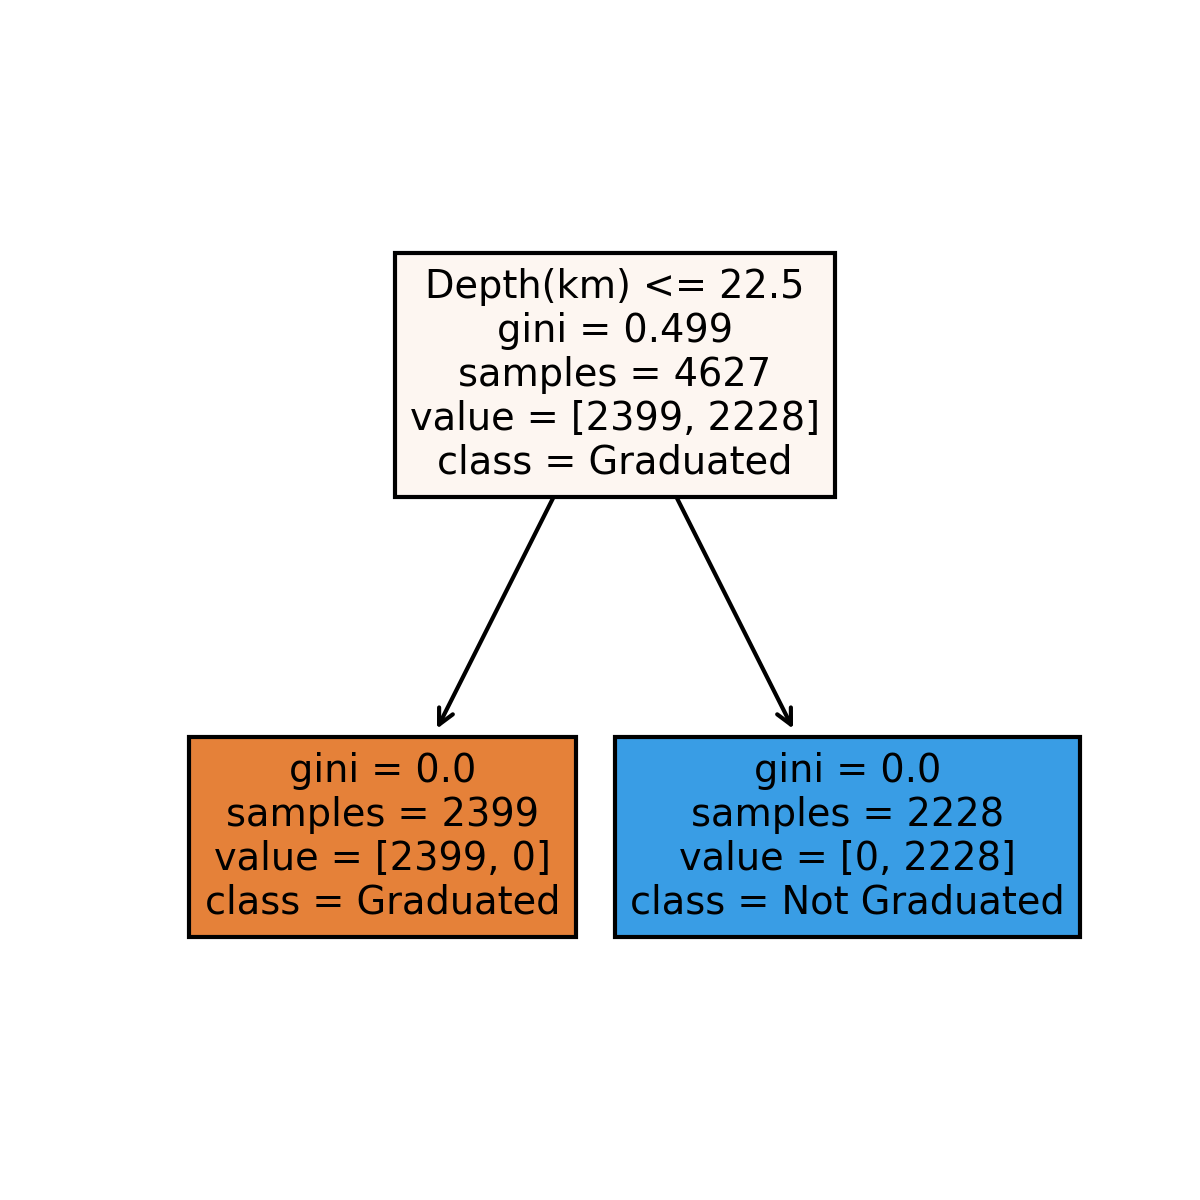 Depth(km) <= 22.5
gini = 0.499
samples = 4627
value = [2399, 2228]
class = Graduated
gini = 0.0
samples = 2399
value = [2399, 0]
class = Graduated
gini = 0.0
samples = 2228
value = [0, 2228]
class = Not Graduated